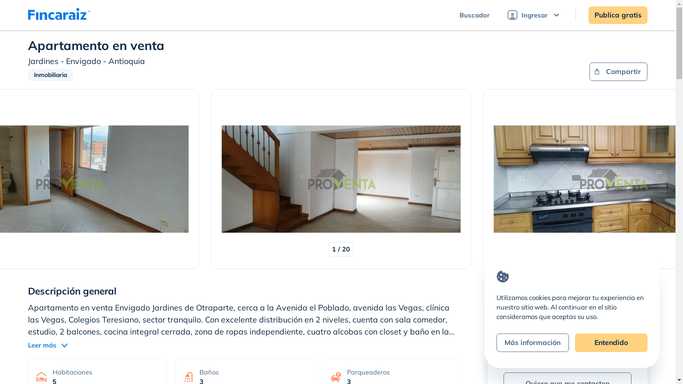 Fincaraiz
Buscador
Ingresar
Publica gratis
Apartamento en venta
Jardines - Envigado - Antioquia
Inmobiliaria
Compartir
PROVENTA
PROVENTA
PROVENTA
1 / 20
Descripción general
Apartamento en venta Envigado Jardines de Otraparte, cerca a la Avenida el Poblado, avenida las Vegas, clínica
las Vegas, Colegios Teresiano, sector tranquilo. Con excelente distribución en 2 niveles, cuenta con sala comedor,
estudio, 2 balcones, cocina integral cerrada, zona de ropas independiente, cuatro alcobas con closet y baño en la...
Leer más
Habitaciones
5
Baños
3
Parqueaderos
3
Utilizamos cookies para mejorar tu experiencia en
nuestro sitio web. Al continuar en el sitio
consideramos que aceptas su uso.
Más información
Entendido
Quiero que me contacten